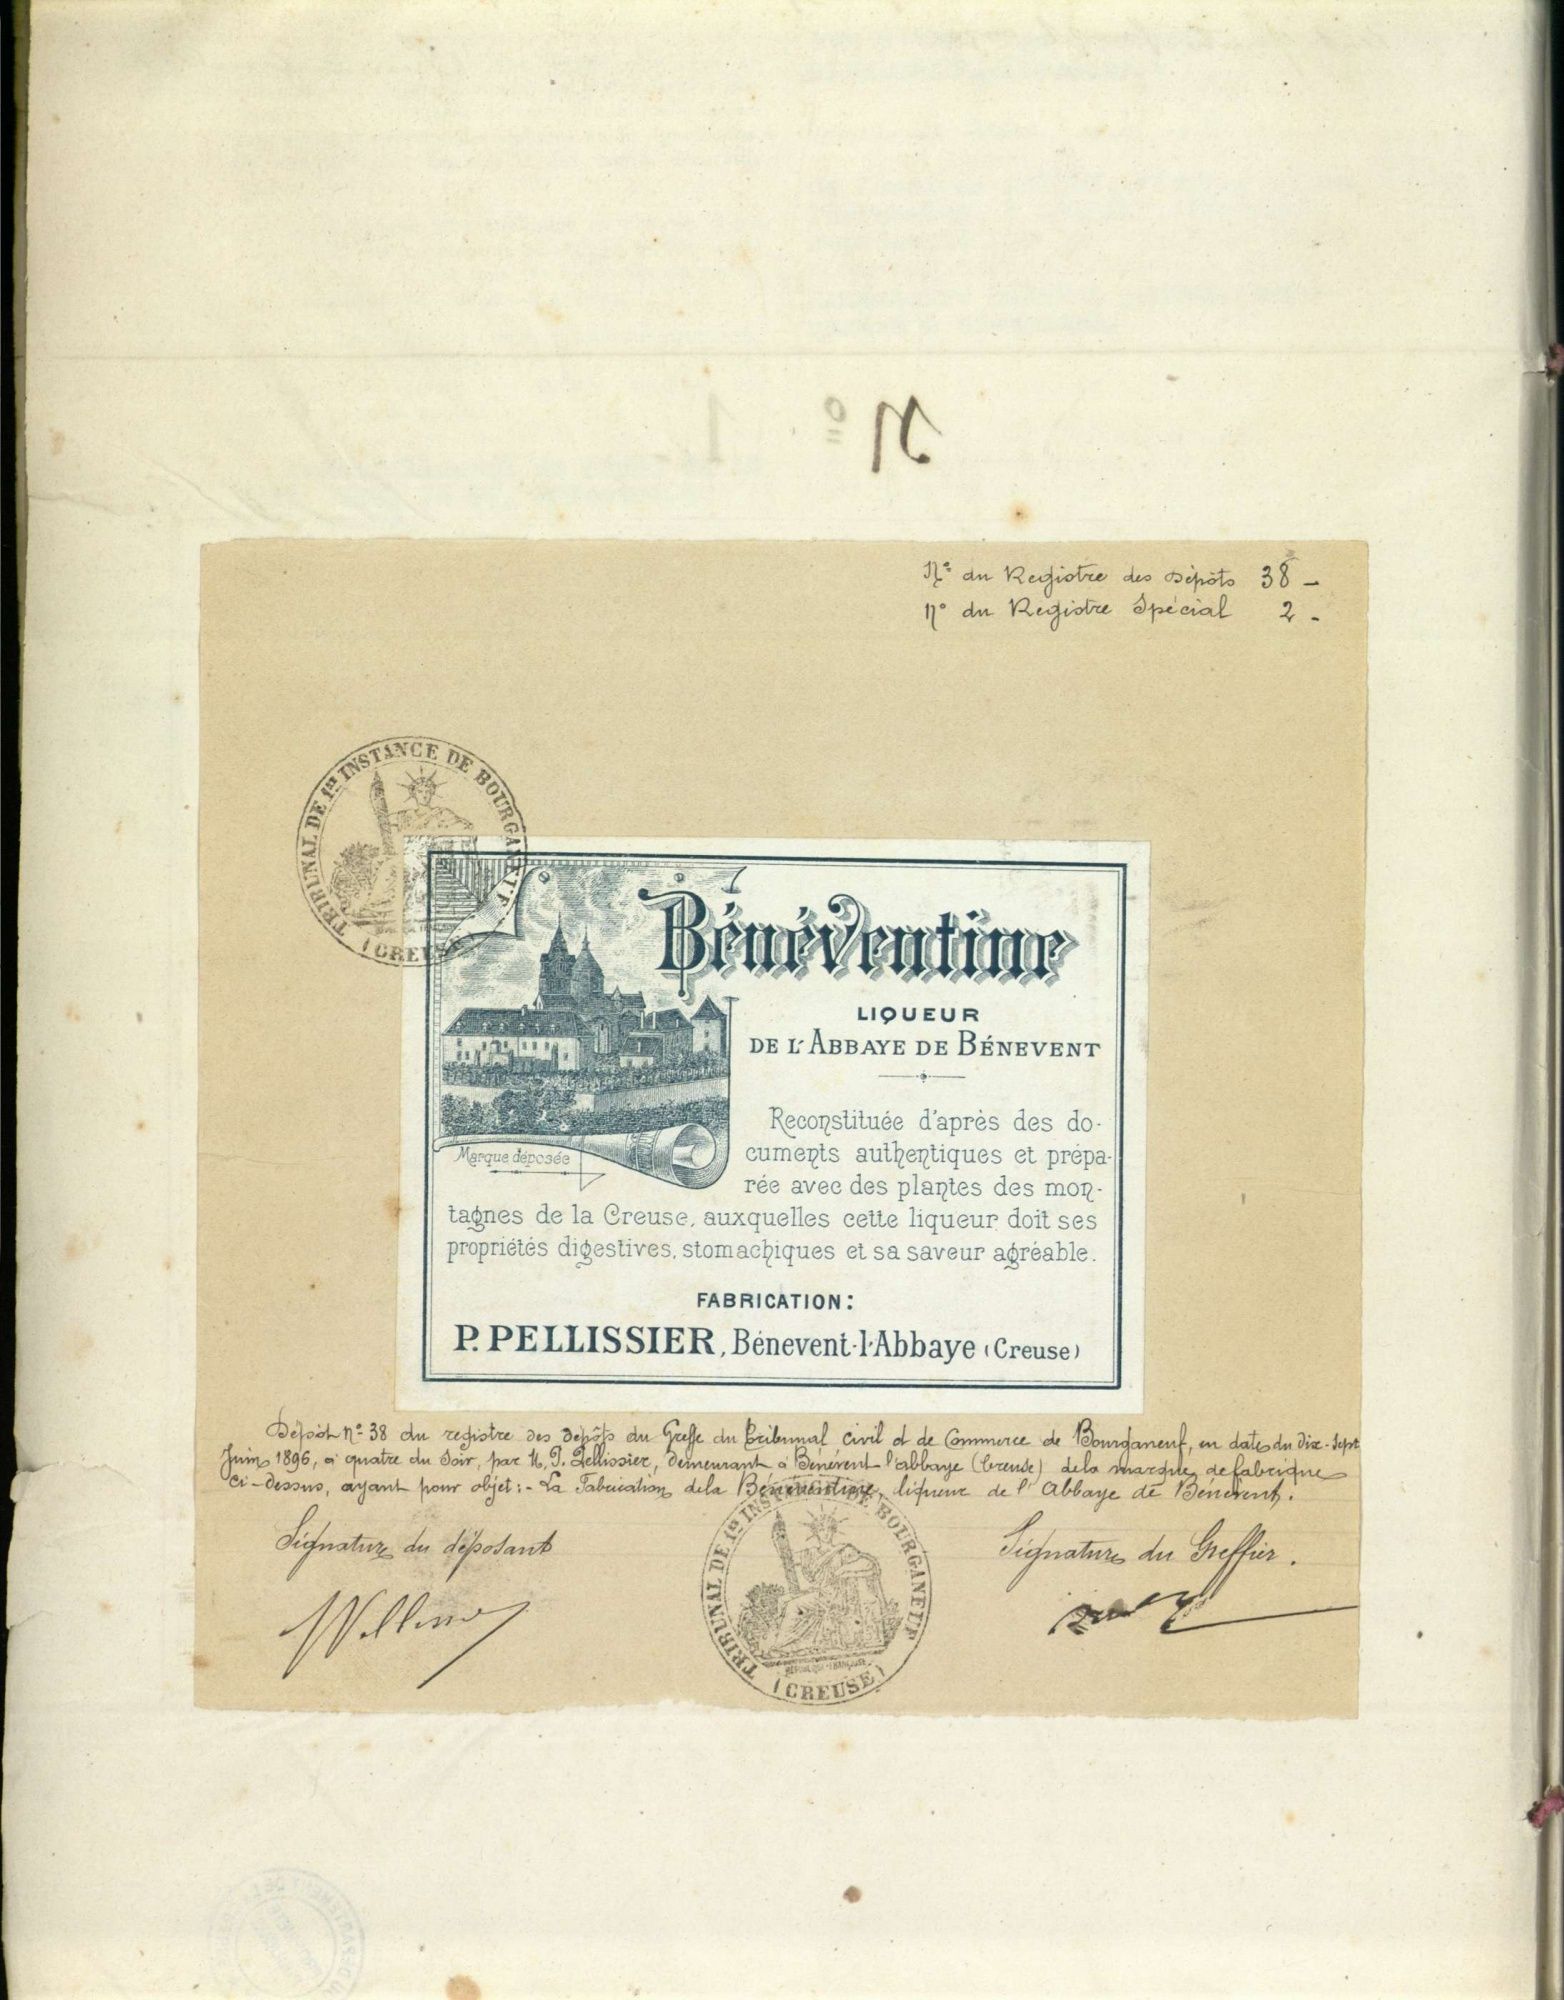 Nº
Nº du Registre des Dépôts 38 -
Nº du Registre Spécial 2 -
TRIBUNAL DE 1re INSTANCE DE BOURGANEUF
(CREUSE)
Bénéventine
LIQUEUR
DE L'ABBAYE DE BÉNEVENT
Marque déposée
Reconstituée d'après des do-
cuments authentiques et prépa-
rée avec des plantes des mon-
tagnes de la Creuse, auxquelles cette liqueur doit ses
propriétés digestives, stomachiques et sa saveur agréable.
FABRICATION:
P. PELLISSIER, Bénevent-l'Abbaye (Creuse)
Dépôt Nº 38 du registre des dépôts du Greffe du Tribunal Civil et de Commerce de Bourganeuf, en date du Dix-Sept
Juin 1896, à quatre du Soir, par M. P. Pellissier, demeurant à Bénévent l'abbaye (Creuse) de la marque de fabrique
ci-dessus, ayant pour objet :- La Fabrication de la Bénéventine, liqueur de l'Abbaye de Bénévent.
Signature du déposant
Signature du Greffier.
TRIBUNAL DE 1re INSTANCE DE BOURGANEUF
RÉPUBLIQUE FRANÇAISE
(CREUSE)